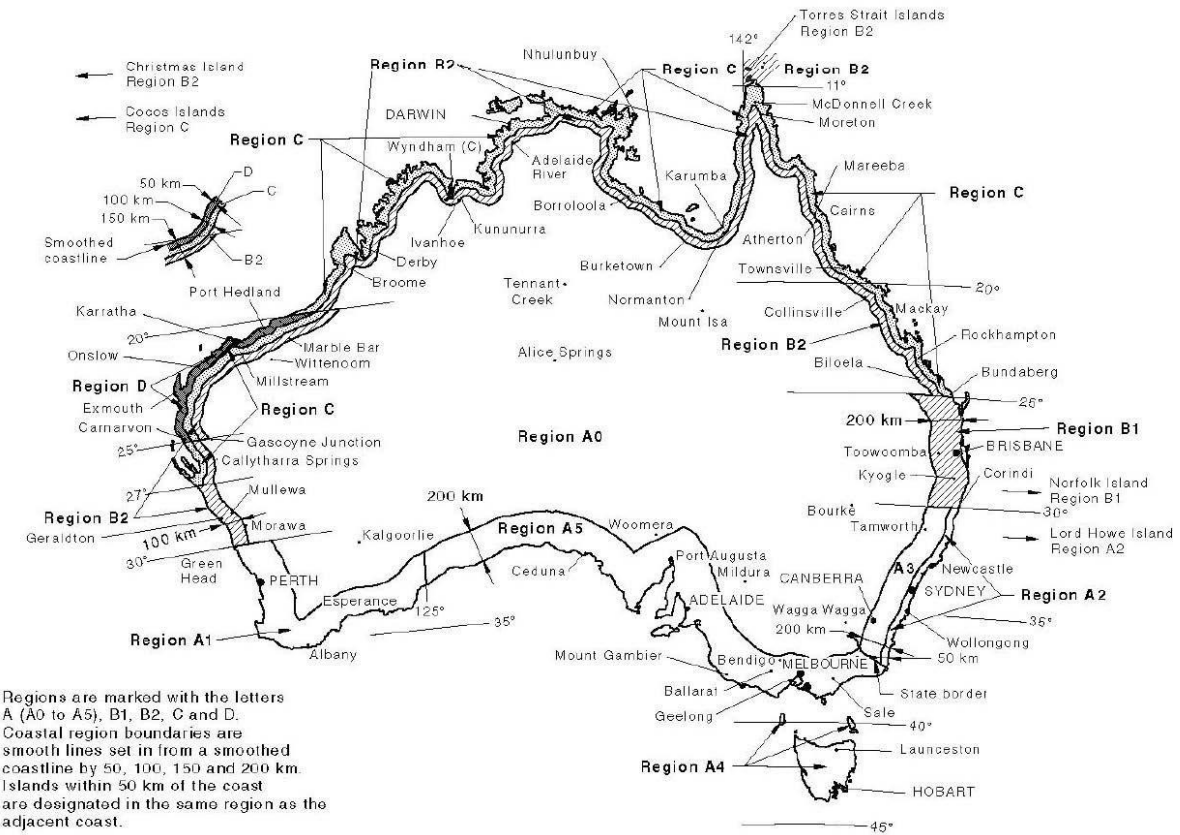 Torres Strait Islands
Region B2
142°
Nhulunbuy
Christmas Island
Region B2
Region B2
Region C
Region B2
11°
Cocos Islands
Region C
DARWIN
McDonnell Creek
Moreton
Region C
Wyndham (C)
Adelaide
River
Karumba
Mareeba
D
50 km
C
100 km
150 km
Region C
Borroloola
Cairns
Smoothed
coastline
B2
Ivanhoe
Kununurra
Atherton
Derby
Burketown
Townsville
Broome
Port Hedland
Tennant
Creek
Normanton
20°
Collinsville
Mackay
Karratha
20°
Mount Isa
Rockhampton
Onslow
Marble Bar
Wittenoom
Alice Springs
Region B2
Biloela
Millstream
Bundaberg
Region D
Exmouth
Region C
25°
Carnarvon
200 km
Region B1
Region A0
25°
Gascoyne Junction
Toowoomba
BRISBANE
Callytharra Springs
Kyogle
Corindi
27°
Mullewa
Norfolk Island
Region B1
Region B2
200 km
Bourke
30°
Geraldton
100 km
Morawa
Region A5
Woomera
Tamworth
Lord Howe Island
Region A2
Kalgoorlie
30°
Green
Head
Port Augusta
Ceduna
Mildura
A3
Newcastle
PERTH
CANBERRA
SYDNEY
Esperance
125°
ADELAIDE
Wagga Wagga
Region A2
35°
35°
200 km
Region A1
Wollongong
Albany
Mount Gambier
Bendigo
MELBOURNE
50 km
Ballarat
State border
Geelong
Sale
40°
Launceston
Region A4
HOBART
45°
Regions are marked with the letters
A (A0 to A5), B1, B2, C and D.
Coastal region boundaries are
smooth lines set in from a smoothed
coastline by 50, 100, 150 and 200 km.
Islands within 50 km of the coast
are designated in the same region as the
adjacent coast.